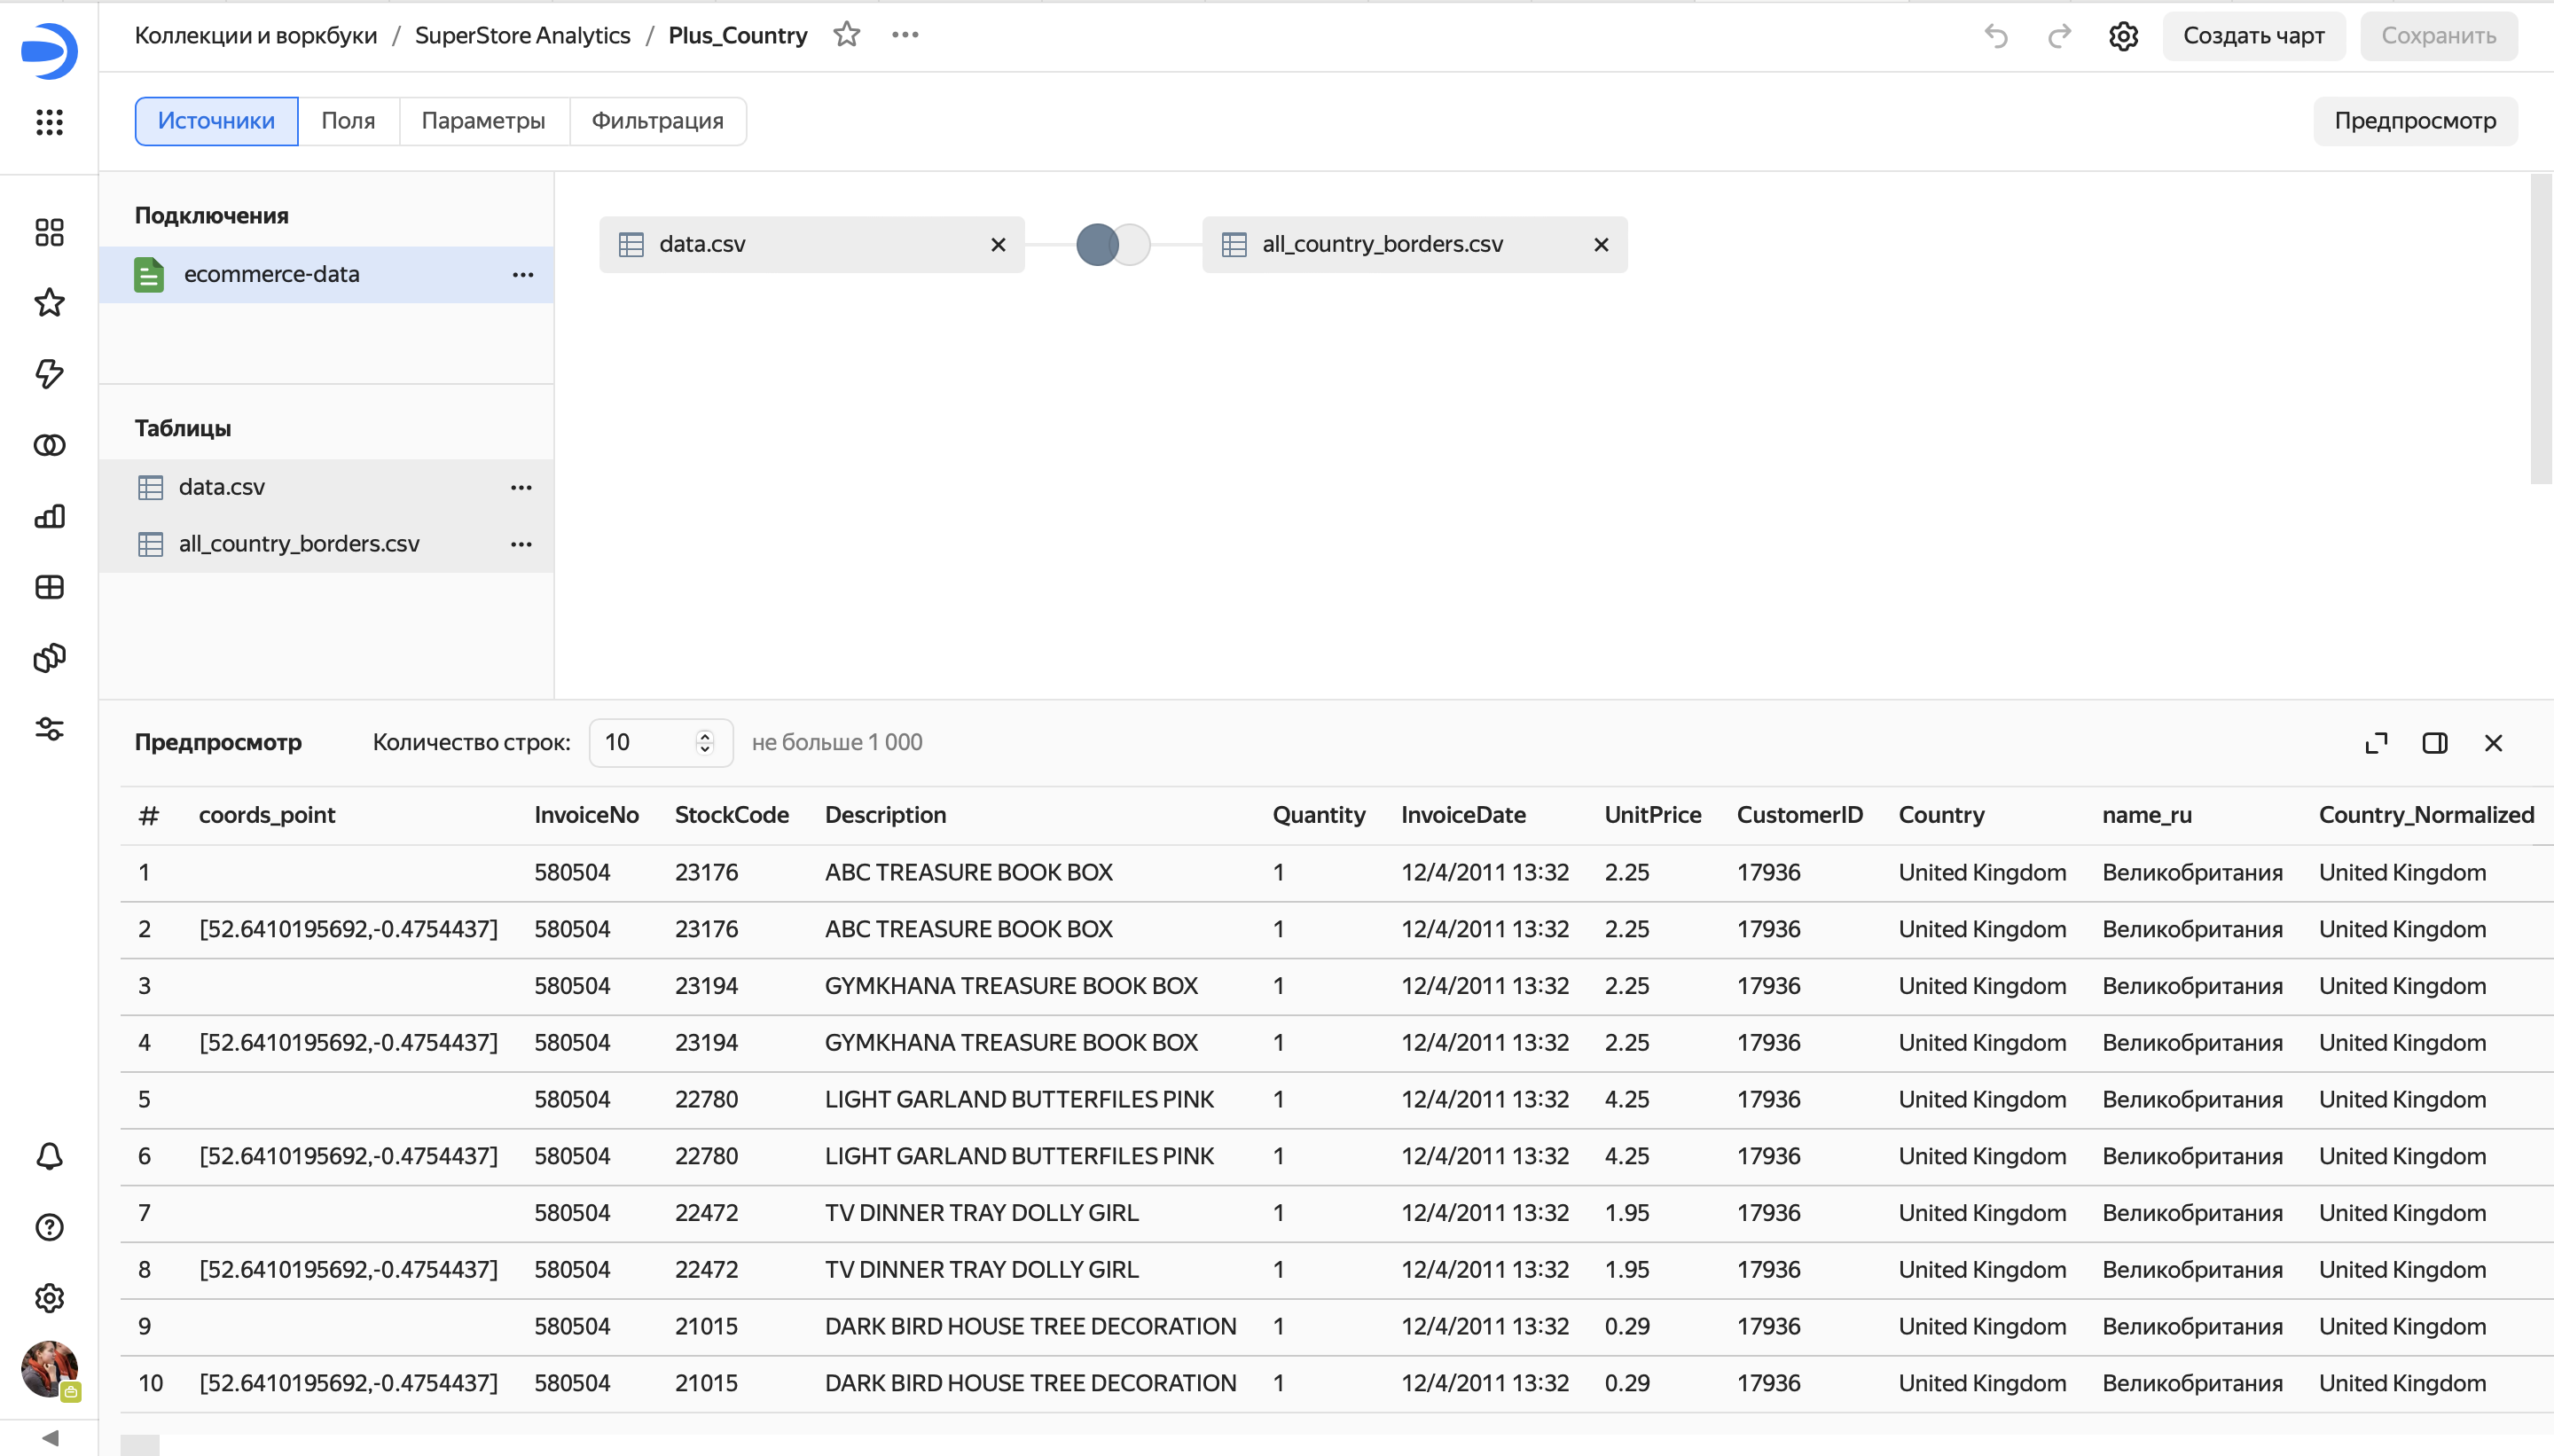 Коллекции и воркбуки / SuperStore Analytics / Plus_Country
Создать чарт
Сохранить
Источники Поля Параметры Фильтрация
Предпросмотр
Подключения
ecommerce-data
Таблицы
data.csv
all_country_borders.csv
data.csv
all_country_borders.csv
Предпросмотр Количество строк: 10 не больше 1 000
# coords_point InvoiceNo StockCode Description Quantity InvoiceDate UnitPrice CustomerID Country name_ru Country_Normalized
1 580504 23176 ABC TREASURE BOOK BOX 1 12/4/2011 13:32 2.25 17936 United Kingdom Великобритания United Kingdom
2 [52.6410195692,-0.4754437] 580504 23176 ABC TREASURE BOOK BOX 1 12/4/2011 13:32 2.25 17936 United Kingdom Великобритания United Kingdom
3 580504 23194 GYMKHANA TREASURE BOOK BOX 1 12/4/2011 13:32 2.25 17936 United Kingdom Великобритания United Kingdom
4 [52.6410195692,-0.4754437] 580504 23194 GYMKHANA TREASURE BOOK BOX 1 12/4/2011 13:32 2.25 17936 United Kingdom Великобритания United Kingdom
5 580504 22780 LIGHT GARLAND BUTTERFILES PINK 1 12/4/2011 13:32 4.25 17936 United Kingdom Великобритания United Kingdom
6 [52.6410195692,-0.4754437] 580504 22780 LIGHT GARLAND BUTTERFILES PINK 1 12/4/2011 13:32 4.25 17936 United Kingdom Великобритания United Kingdom
7 580504 22472 TV DINNER TRAY DOLLY GIRL 1 12/4/2011 13:32 1.95 17936 United Kingdom Великобритания United Kingdom
8 [52.6410195692,-0.4754437] 580504 22472 TV DINNER TRAY DOLLY GIRL 1 12/4/2011 13:32 1.95 17936 United Kingdom Великобритания United Kingdom
9 580504 21015 DARK BIRD HOUSE TREE DECORATION 1 12/4/2011 13:32 0.29 17936 United Kingdom Великобритания United Kingdom
10 [52.6410195692,-0.4754437] 580504 21015 DARK BIRD HOUSE TREE DECORATION 1 12/4/2011 13:32 0.29 17936 United Kingdom Великобритания United Kingdom